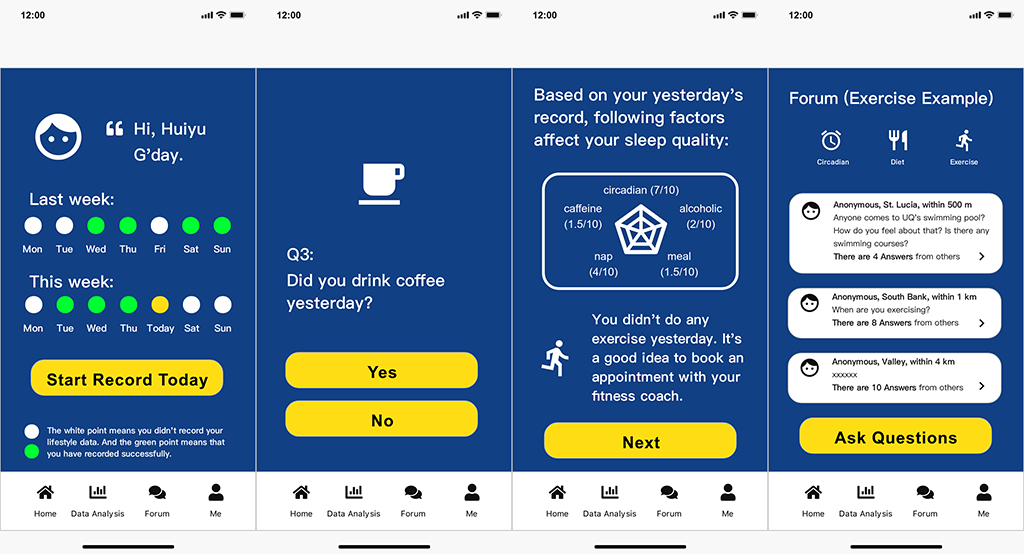 12:00
Hi, Huiyu
G'day.
Last week:
Mon Tue Wed Thu Fri Sat Sun
This week:
Mon Tue Wed Thu Today Sat Sun
Start Record Today
The white point means you didn't record your
lifestyle data. And the green point means that
you have recorded successfully.
Home Data Analysis Forum Me
12:00
Q3:
Did you drink coffee
yesterday?
Yes
No
Home Data Analysis Forum Me
12:00
Based on your yesterday's
record, following factors
affect your sleep quality:
circadian (7/10)
caffeine
(1.5/10)
alcoholic
(2/10)
nap
(4/10)
meal
(1.5/10)
You didn't do any
exercise yesterday. It's
a good idea to book an
appointment with your
fitness coach.
Next
Home Data Analysis Forum Me
12:00
Forum (Exercise Example)
Circadian Diet Exercise
Anonymous, St. Lucia, within 500 m
Anyone comes to UQ's swimming pool?
How do you feel about that? Is there any
swimming courses?
There are 4 Answers from others
Anonymous, South Bank, within 1 km
When are you exercising?
There are 8 Answers from others
Anonymous, Valley, within 4 km
xxxxxx
There are 10 Answers from others
Ask Questions
Home Data Analysis Forum Me